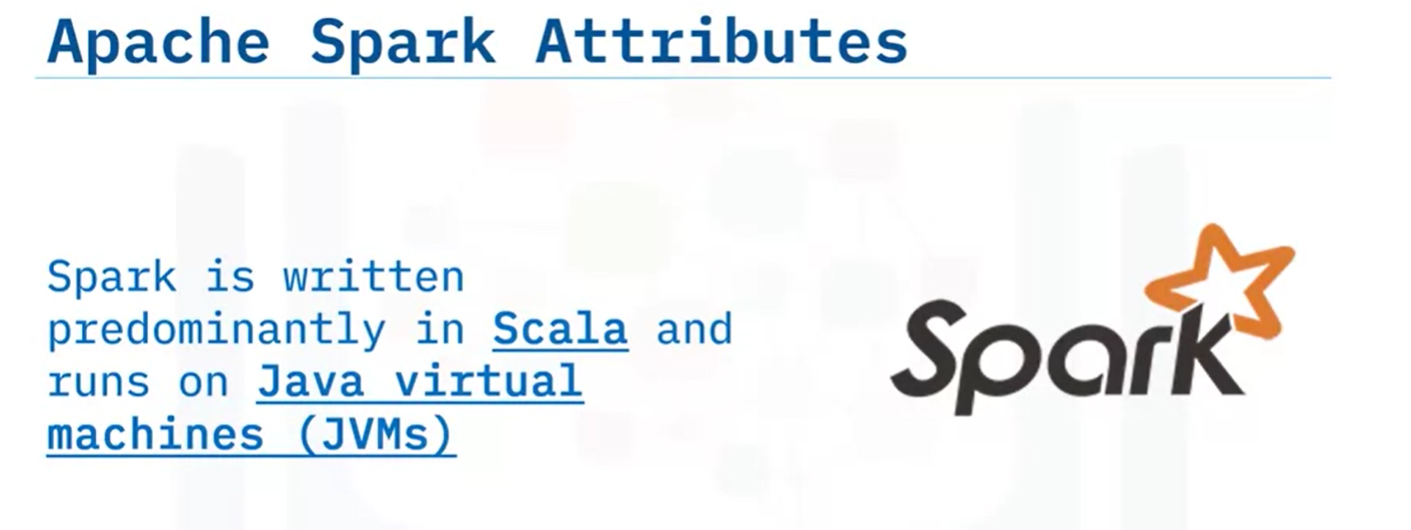 Apache Spark Attributes
Spark is written
predominantly in Scala and
runs on Java virtual
machines (JVMs)
Spark